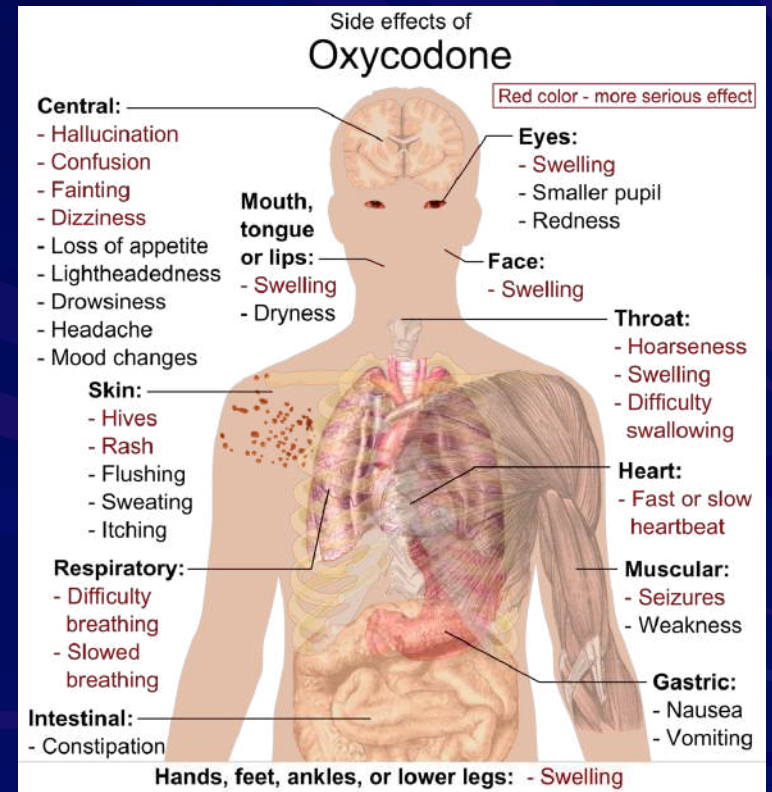 Side effects of
Oxycodone
Red color - more serious effect
Central:
- Hallucination
- Confusion
- Fainting
- Dizziness
- Loss of appetite
- Lightheadedness
- Drowsiness
- Headache
- Mood changes
Eyes:
- Swelling
- Smaller pupil
- Redness
Mouth,
tongue
or lips:
- Swelling
- Dryness
Face:
- Swelling
Throat:
- Hoarseness
- Swelling
- Difficulty
swallowing
Skin:
- Hives
- Rash
- Flushing
- Sweating
- Itching
Heart:
- Fast or slow
heartbeat
Respiratory:
- Difficulty
breathing
- Slowed
breathing
Muscular:
- Seizures
- Weakness
Gastric:
- Nausea
- Vomiting
Intestinal:
- Constipation
Hands, feet, ankles, or lower legs: - Swelling